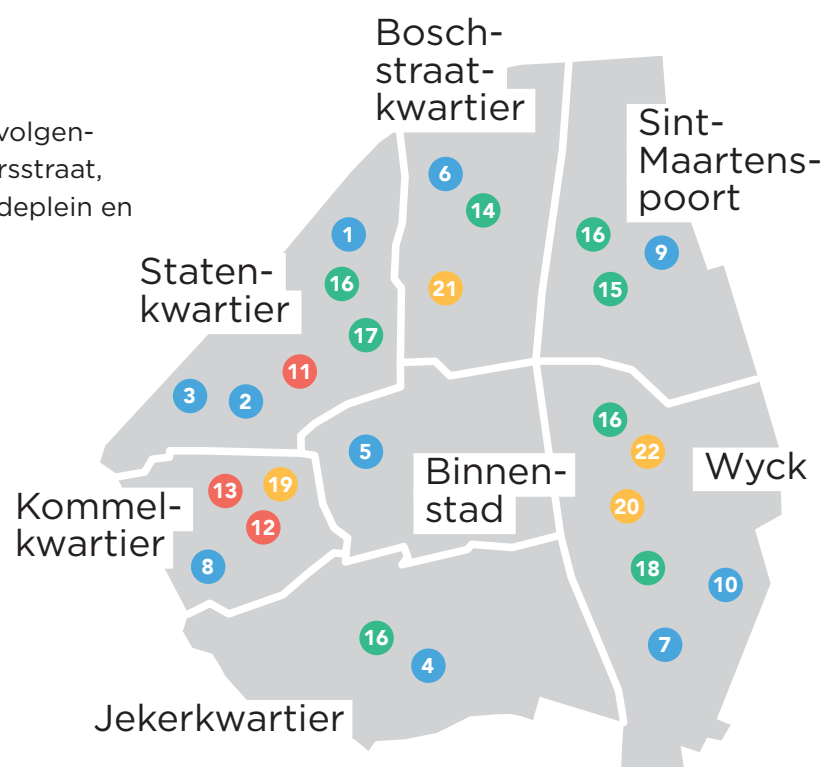 volgen-
rsstraat,
deplein en
Bosch-
straat-
kwartier
Sint-
Maartens-
poort
6
14
1
16
9
16
15
21
Staten-
kwartier
17
11
3
2
16
22
5
Binnen-
stad
Wyck
13
19
20
Kommel-
kwartier
12
8
18
10
16
4
7
Jekerkwartier